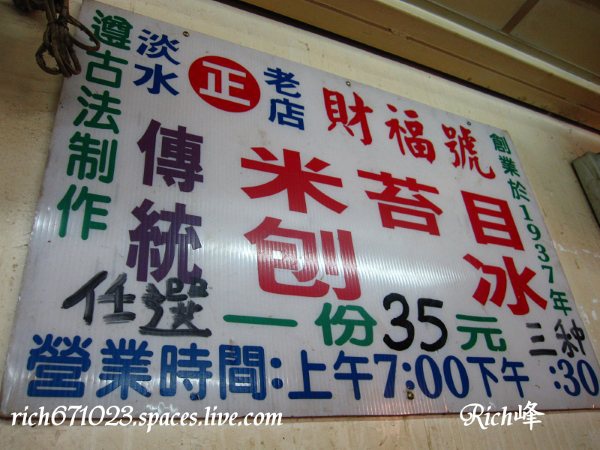 遵古法制作
淡水
正
老店
財福號
創業於1937年
傳統
米苔目
刨冰
任選
一份35元
三种
營業時間:上午7:00下午 :30
rich671023.spaces.live.com
Rich峰